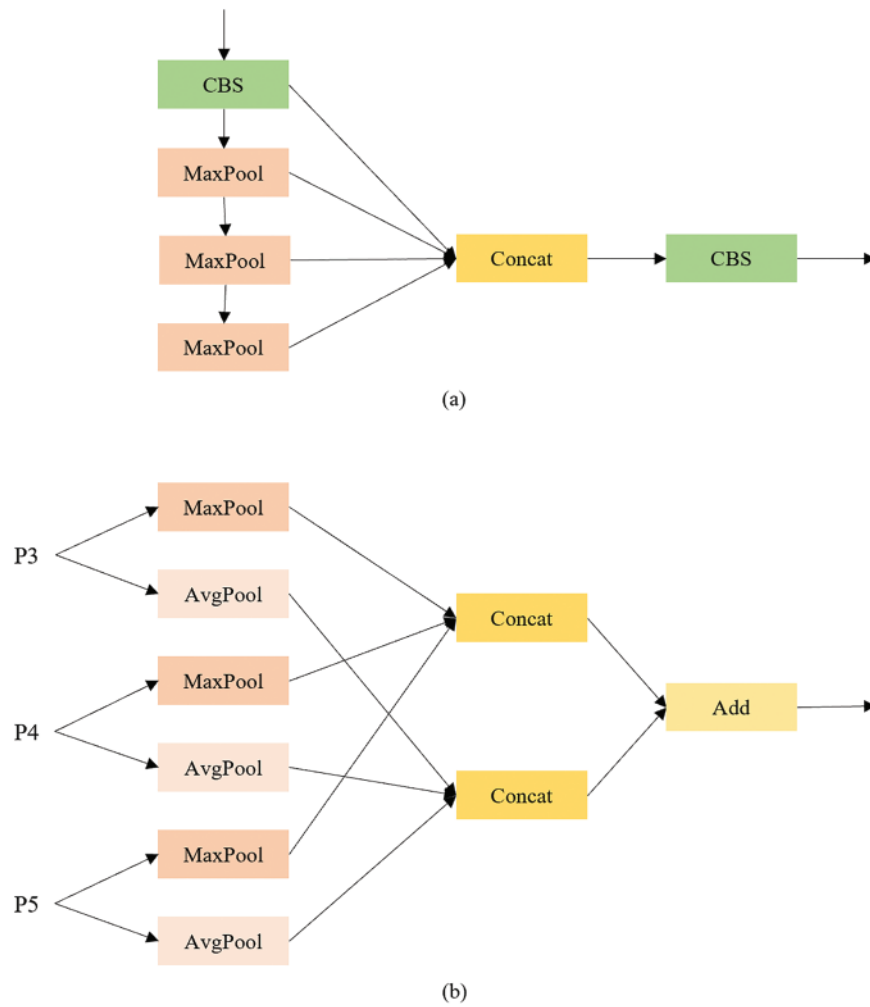 CBS
MaxPool
MaxPool
Concat
CBS
MaxPool
(a)
MaxPool
P3
AvgPool
Concat
MaxPool
P4
Add
AvgPool
Concat
MaxPool
P5
AvgPool
(b)